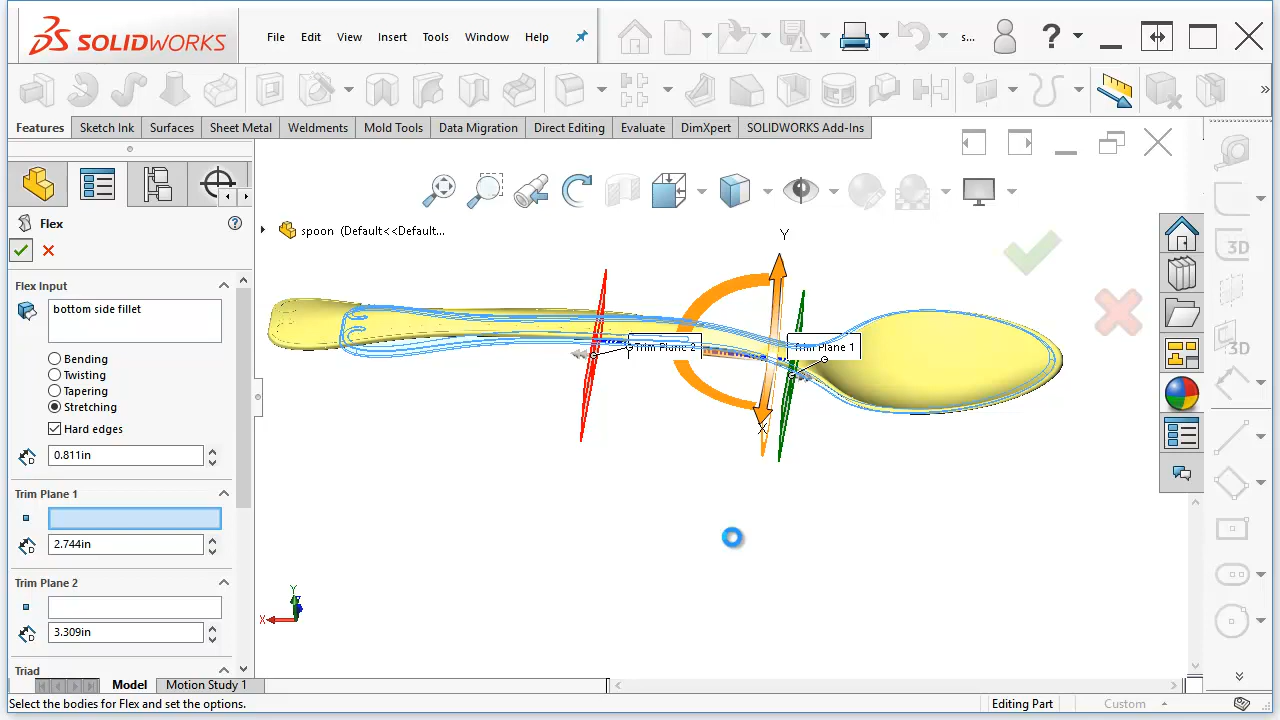 SOLIDWORKS
File Edit View Insert Tools Window Help
s...
?
Features Sketch Ink Surfaces Sheet Metal Weldments Mold Tools Data Migration Direct Editing Evaluate DimXpert SOLIDWORKS Add-Ins
3D
3D
Flex
?
spoon (Default<<Default...
Y
Flex Input
bottom side fillet
Bending
Twisting
Tapering
Stretching
Hard edges
0.811in
Trim Plane 2
Trim Plane 1
X
Trim Plane 1
2.744in
Trim Plane 2
3.309in
Y
X
Triad
Model Motion Study 1
Select the bodies for Flex and set the options.
Editing Part
Custom